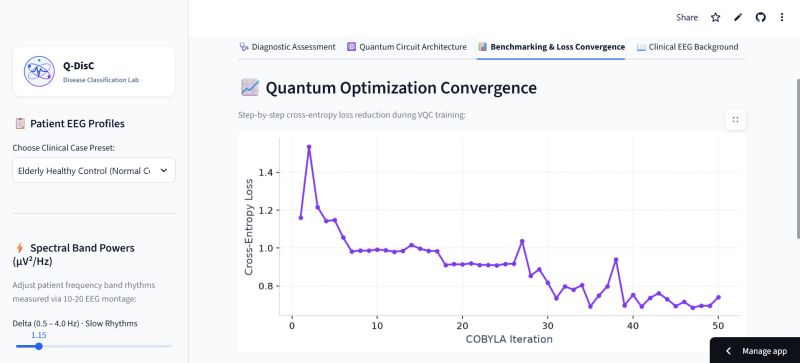 Share
Q-DisC
Disease Classification Lab
📋 Patient EEG Profiles
Choose Clinical Case Preset:
Elderly Healthy Control (Normal Co
⚡ Spectral Band Powers
(µV²/Hz)
Adjust patient frequency band rhythms
measured via 10-20 EEG montage:
Delta (0.5 – 4.0 Hz) · Slow Rhythms
1.15
🩺 Diagnostic Assessment
⚛️ Quantum Circuit Architecture
📊 Benchmarking & Loss Convergence
📖 Clinical EEG Background
📈 Quantum Optimization Convergence
Step-by-step cross-entropy loss reduction during VQC training:
Cross-Entropy Loss
1.4
1.2
1.0
0.8
0 10 20 30 40 50
COBYLA Iteration
Manage app